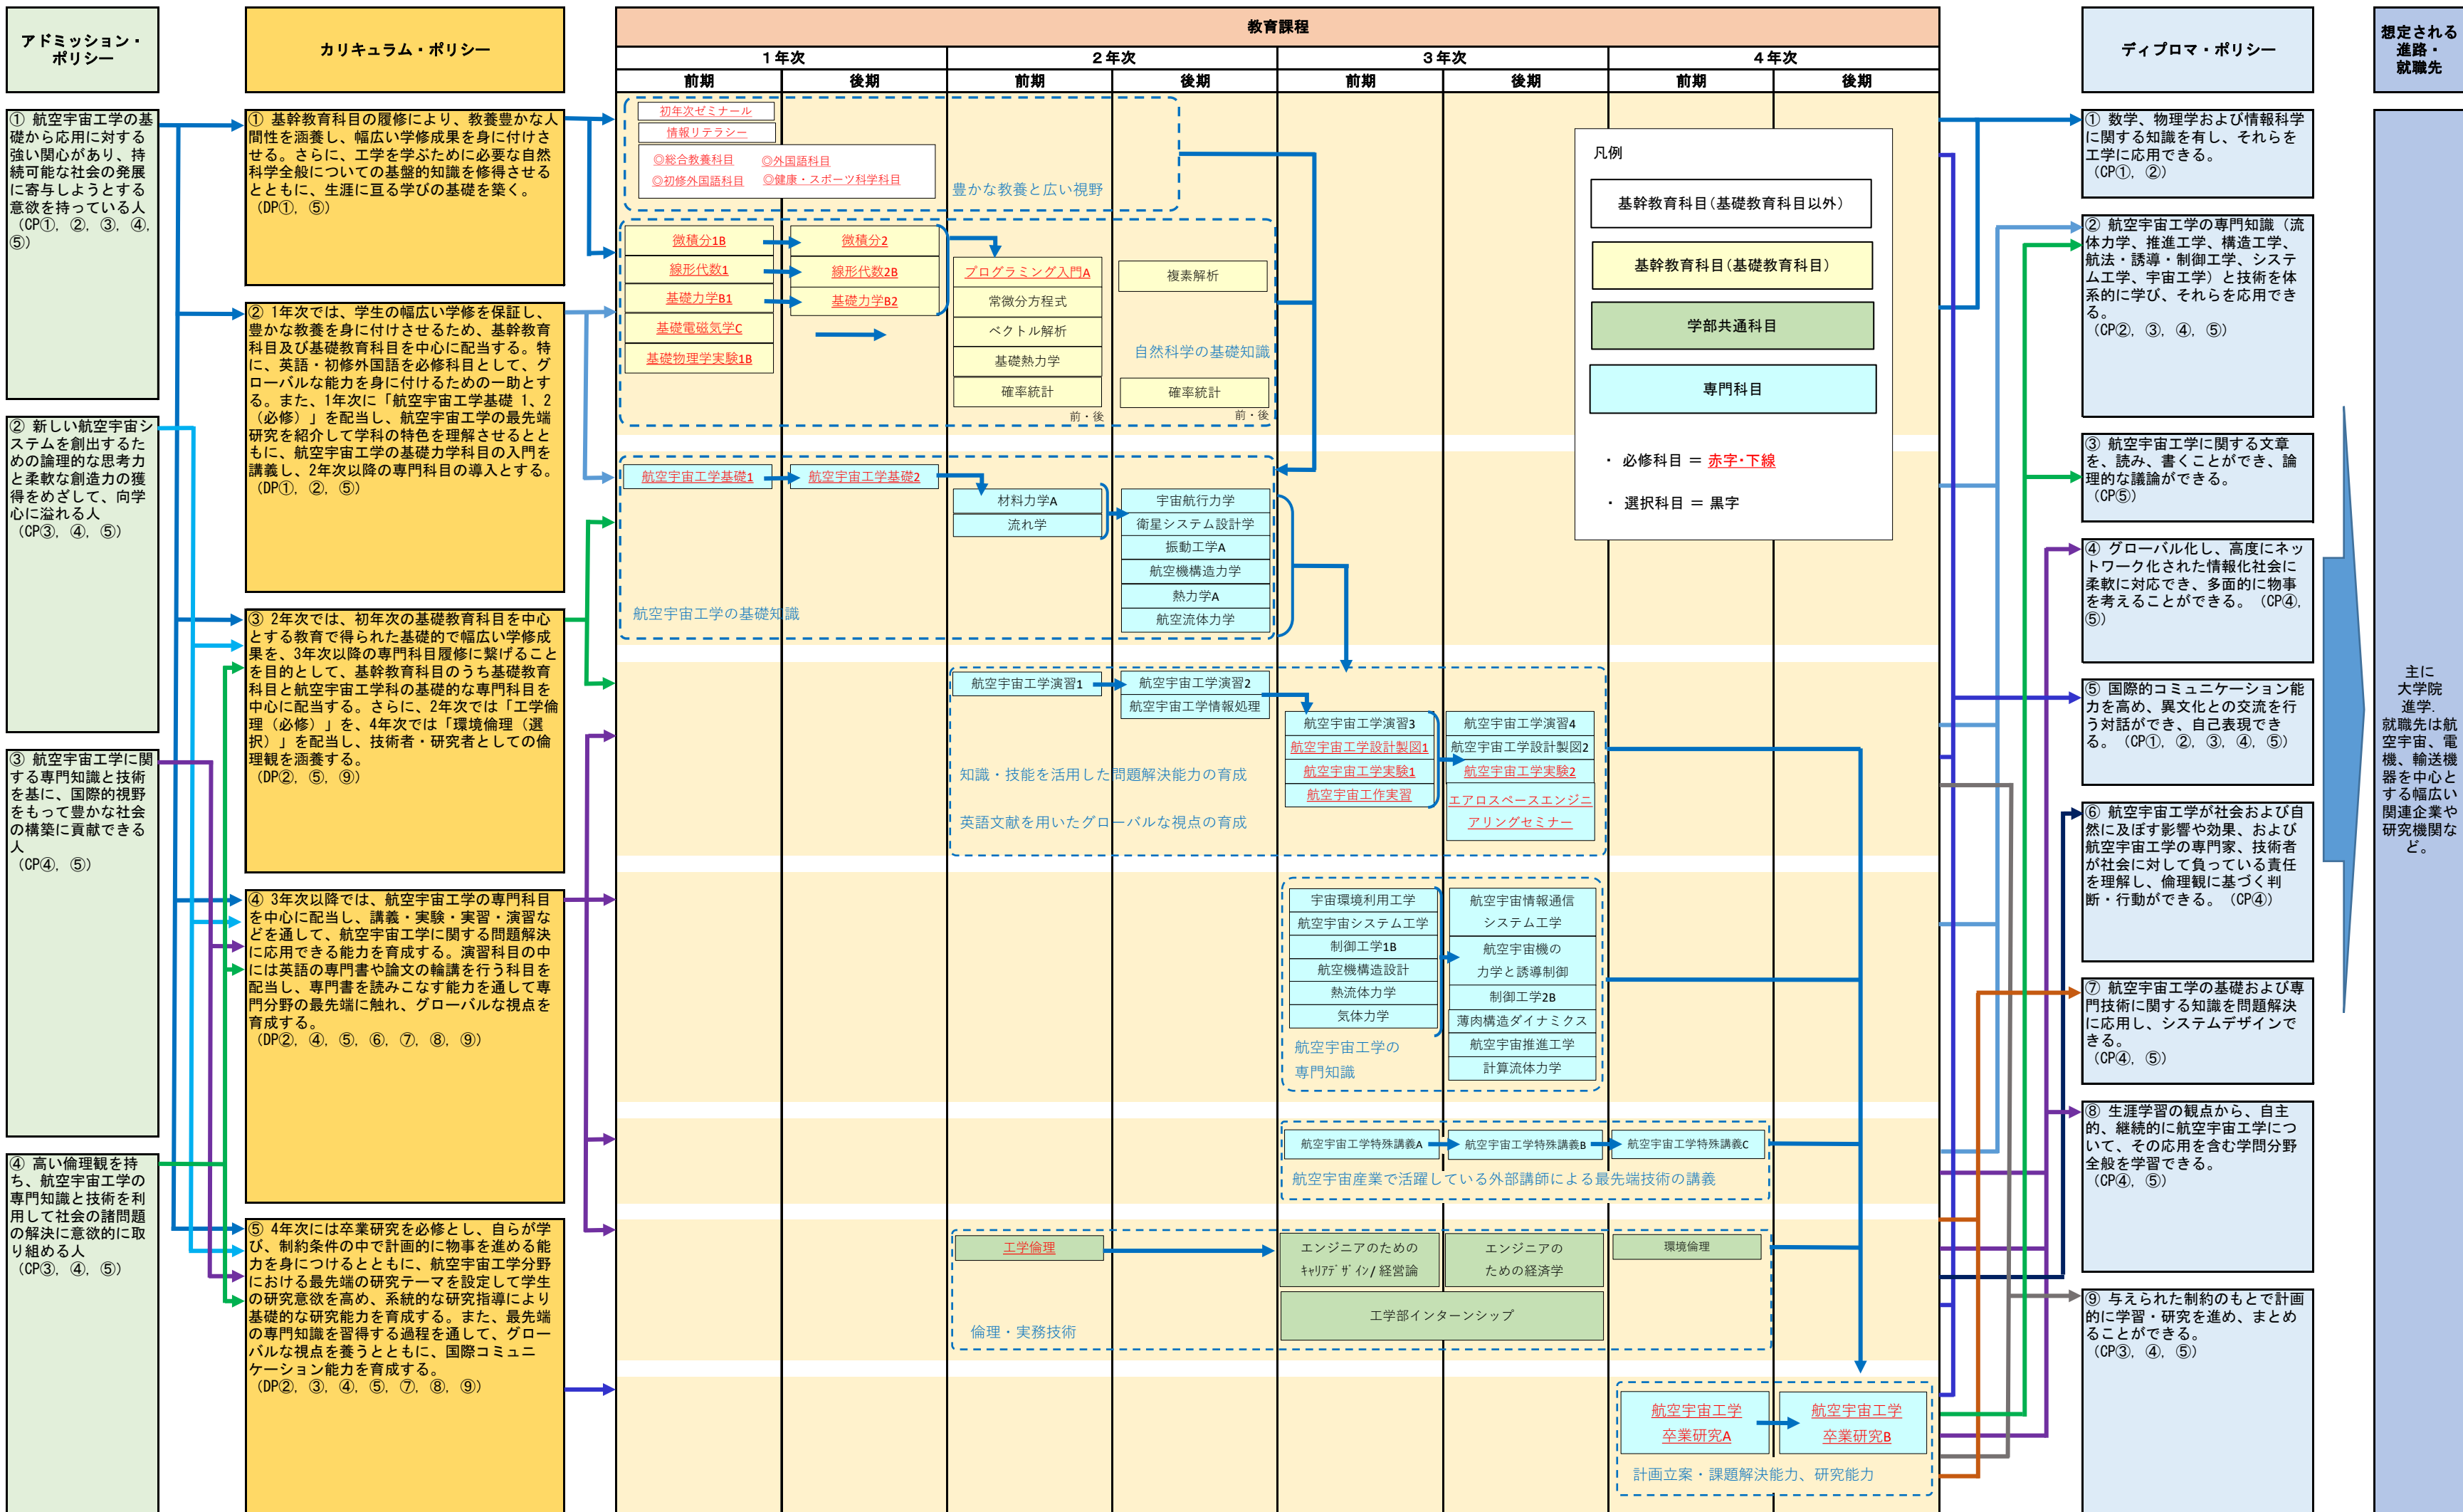 アドミッション・
ポリシー
① 航空宇宙工学の基
礎から応用に対する
強い関心があり、持
続可能な社会の発展
に寄与しようとする
意欲を持っている人
（CP①, ②, ③, ④,
⑤）
② 新しい航空宇宙シ
ステムを創出するた
めの論理的な思考力
と柔軟な創造力の獲
得をめざして、向学
心に溢れる人
（CP③, ④, ⑤）
③ 航空宇宙工学に関
する専門知識と技術
を基に、国際的視野
をもって豊かな社会
の構築に貢献できる
人
（CP④, ⑤）
④ 高い倫理観を持
ち、航空宇宙工学の
専門知識と技術を利
用して社会の諸問題
の解決に意欲的に取
り組める人
（CP③, ④, ⑤）
カリキュラム・ポリシー
① 基幹教育科目の履修により、教養豊かな人
間性を涵養し、幅広い学修成果を身に付けさ
せる。さらに、工学を学ぶために必要な自然
科学全般についての基盤的知識を修得させる
とともに、生涯に亘る学びの基礎を築く。
（DP①, ⑤）
② 1年次では、学生の幅広い学修を保証し、
豊かな教養を身に付けさせるため、基幹教育
科目及び基礎教育科目を中心に配当する。特
に、英語・初修外国語を必修科目として、グ
ローバルな能力を身に付けるための一助とす
る。また、1年次に「航空宇宙工学基礎 1、2
（必修）」を配当し、航空宇宙工学の最先端
研究を紹介して学科の特色を理解させるとと
もに、航空宇宙工学の基礎力学科目の入門を
講義し、2年次以降の専門科目の導入とする。
（DP①, ②, ⑤）
③ 2年次では、初年次の基礎教育科目を中心
とする教育で得られた基礎的で幅広い学修成
果を、3年次以降の専門科目履修に繋げること
を目的として、基幹教育科目のうち基礎教育
科目と航空宇宙工学科の基礎的な専門科目を
中心に配当する。さらに、2年次では「工学倫
理（必修）」を、4年次では「環境倫理（選
択）」を配当し、技術者・研究者としての倫
理観を涵養する。
（DP②, ⑤, ⑨）
④ 3年次以降では、航空宇宙工学の専門科目
を中心に配当し、講義・実験・実習・演習な
どを通して、航空宇宙工学に関する問題解決
に応用できる能力を育成する。演習科目の中
には英語の専門書や論文の輪講を行う科目を
配当し、専門書を読みこなす能力を通して専
門分野の最先端に触れ、グローバルな視点を
育成する。
（DP②, ④, ⑤, ⑥, ⑦, ⑧, ⑨）
⑤ 4年次には卒業研究を必修とし、自らが学
び、制約条件の中で計画的に物事を進める能
力を身につけるとともに、航空宇宙工学分野
における最先端の研究テーマを設定して学生
の研究意欲を高め、系統的な研究指導により
基礎的な研究能力を育成する。また、最先端
の専門知識を習得する過程を通して、グロー
バルな視点を養うとともに、国際コミュニ
ケーション能力を育成する。
（DP②, ③, ④, ⑤, ⑦, ⑧, ⑨）
教育課程
1年次 2年次 3年次 4年次
前期 後期 前期 後期 前期 後期 前期 後期
初年次ゼミナール
情報リテラシー
◎総合教養科目 ◎外国語科目
◎初修外国語科目 ◎健康・スポーツ科学科目
豊かな教養と広い視野
微積分1B
線形代数1
基礎力学B1
基礎電磁気学C
基礎物理学実験1B
微積分2
線形代数2B
基礎力学B2
プログラミング入門A
常微分方程式
ベクトル解析
基礎熱力学
確率統計
前・後
複素解析
自然科学の基礎知識
確率統計
前・後
航空宇宙工学基礎1
航空宇宙工学基礎2
材料力学A
流れ学
宇宙航行力学
衛星システム設計学
振動工学A
航空機構造力学
熱力学A
航空流体力学
航空宇宙工学の基礎知識
航空宇宙工学演習1
航空宇宙工学演習2
航空宇宙工学情報処理
航空宇宙工学演習3
航空宇宙工学設計製図1
航空宇宙工学実験1
航空宇宙工作実習
航空宇宙工学演習4
航空宇宙工学設計製図2
航空宇宙工学実験2
エアロスペースエンジニ
アリングセミナー
知識・技能を活用した問題解決能力の育成
英語文献を用いたグローバルな視点の育成
宇宙環境利用工学
航空宇宙システム工学
制御工学1B
航空機構造設計
熱流体力学
気体力学
航空宇宙工学の
専門知識
航空宇宙情報通信
システム工学
航空宇宙機の
力学と誘導制御
制御工学2B
薄肉構造ダイナミクス
航空宇宙推進工学
計算流体力学
航空宇宙工学特殊講義A
航空宇宙工学特殊講義B
航空宇宙工学特殊講義C
航空宇宙産業で活躍している外部講師による最先端技術の講義
工学倫理
エンジニアのための
ｷｬﾘｱﾃﾞｻﾞｲﾝ/経営論
エンジニアの
ための経済学
環境倫理
工学部インターンシップ
倫理・実務技術
航空宇宙工学
卒業研究A
航空宇宙工学
卒業研究B
計画立案・課題解決能力、研究能力
凡例
基幹教育科目(基礎教育科目以外)
基幹教育科目(基礎教育科目)
学部共通科目
専門科目
・ 必修科目 ＝ 赤字・下線
・ 選択科目 ＝ 黒字
ディプロマ・ポリシー
① 数学、物理学および情報科学
に関する知識を有し、それらを
工学に応用できる。
（CP①, ②）
② 航空宇宙工学の専門知識（流
体力学、推進工学、構造工学、
航法・誘導・制御工学、システ
ム工学、宇宙工学）と技術を体
系的に学び、それらを応用でき
る。
（CP②, ③, ④, ⑤）
③ 航空宇宙工学に関する文章
を、読み、書くことができ、論
理的な議論ができる。
（CP⑤）
④ グローバル化し、高度にネッ
トワーク化された情報化社会に
柔軟に対応でき、多面的に物事
を考えることができる。（CP④,
⑤）
⑤ 国際的コミュニケーション能
力を高め、異文化との交流を行
う対話ができ、自己表現でき
る。（CP①, ②, ③, ④, ⑤）
⑥ 航空宇宙工学が社会および自
然に及ぼす影響や効果、および
航空宇宙工学の専門家、技術者
が社会に対して負っている責任
を理解し、倫理観に基づく判
断・行動ができる。（CP④）
⑦ 航空宇宙工学の基礎および専
門技術に関する知識を問題解決
に応用し、システムデザインで
きる。
（CP④, ⑤）
⑧ 生涯学習の観点から、自主
的、継続的に航空宇宙工学につ
いて、その応用を含む学問分野
全般を学習できる。
（CP④, ⑤）
⑨ 与えられた制約のもとで計画
的に学習・研究を進め、まとめ
ることができる。
（CP③, ④, ⑤）
想定される
進路・
就職先
主に
大学院
進学.
就職先は航
空宇宙、電
機、輸送機
器を中心と
する幅広い
関連企業や
研究機関な
ど。